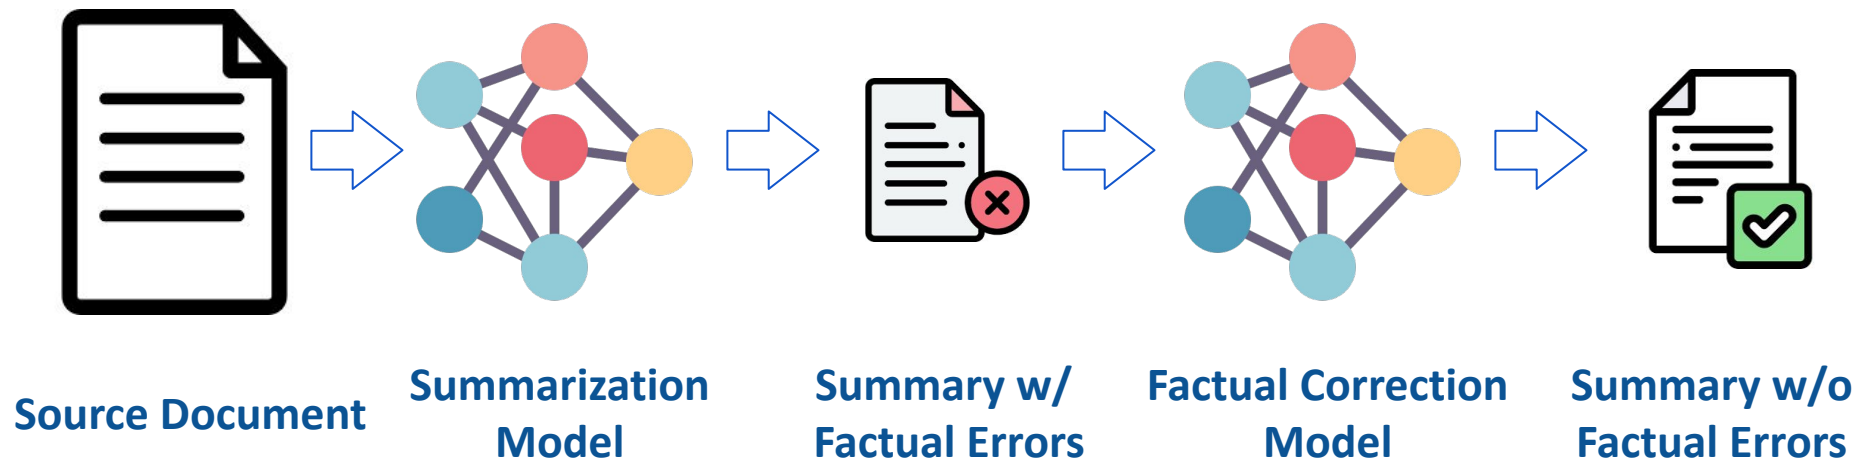 Source Document
Summarization
Model
Summary w/
Factual Errors
Factual Correction
Model
Summary w/o
Factual Errors